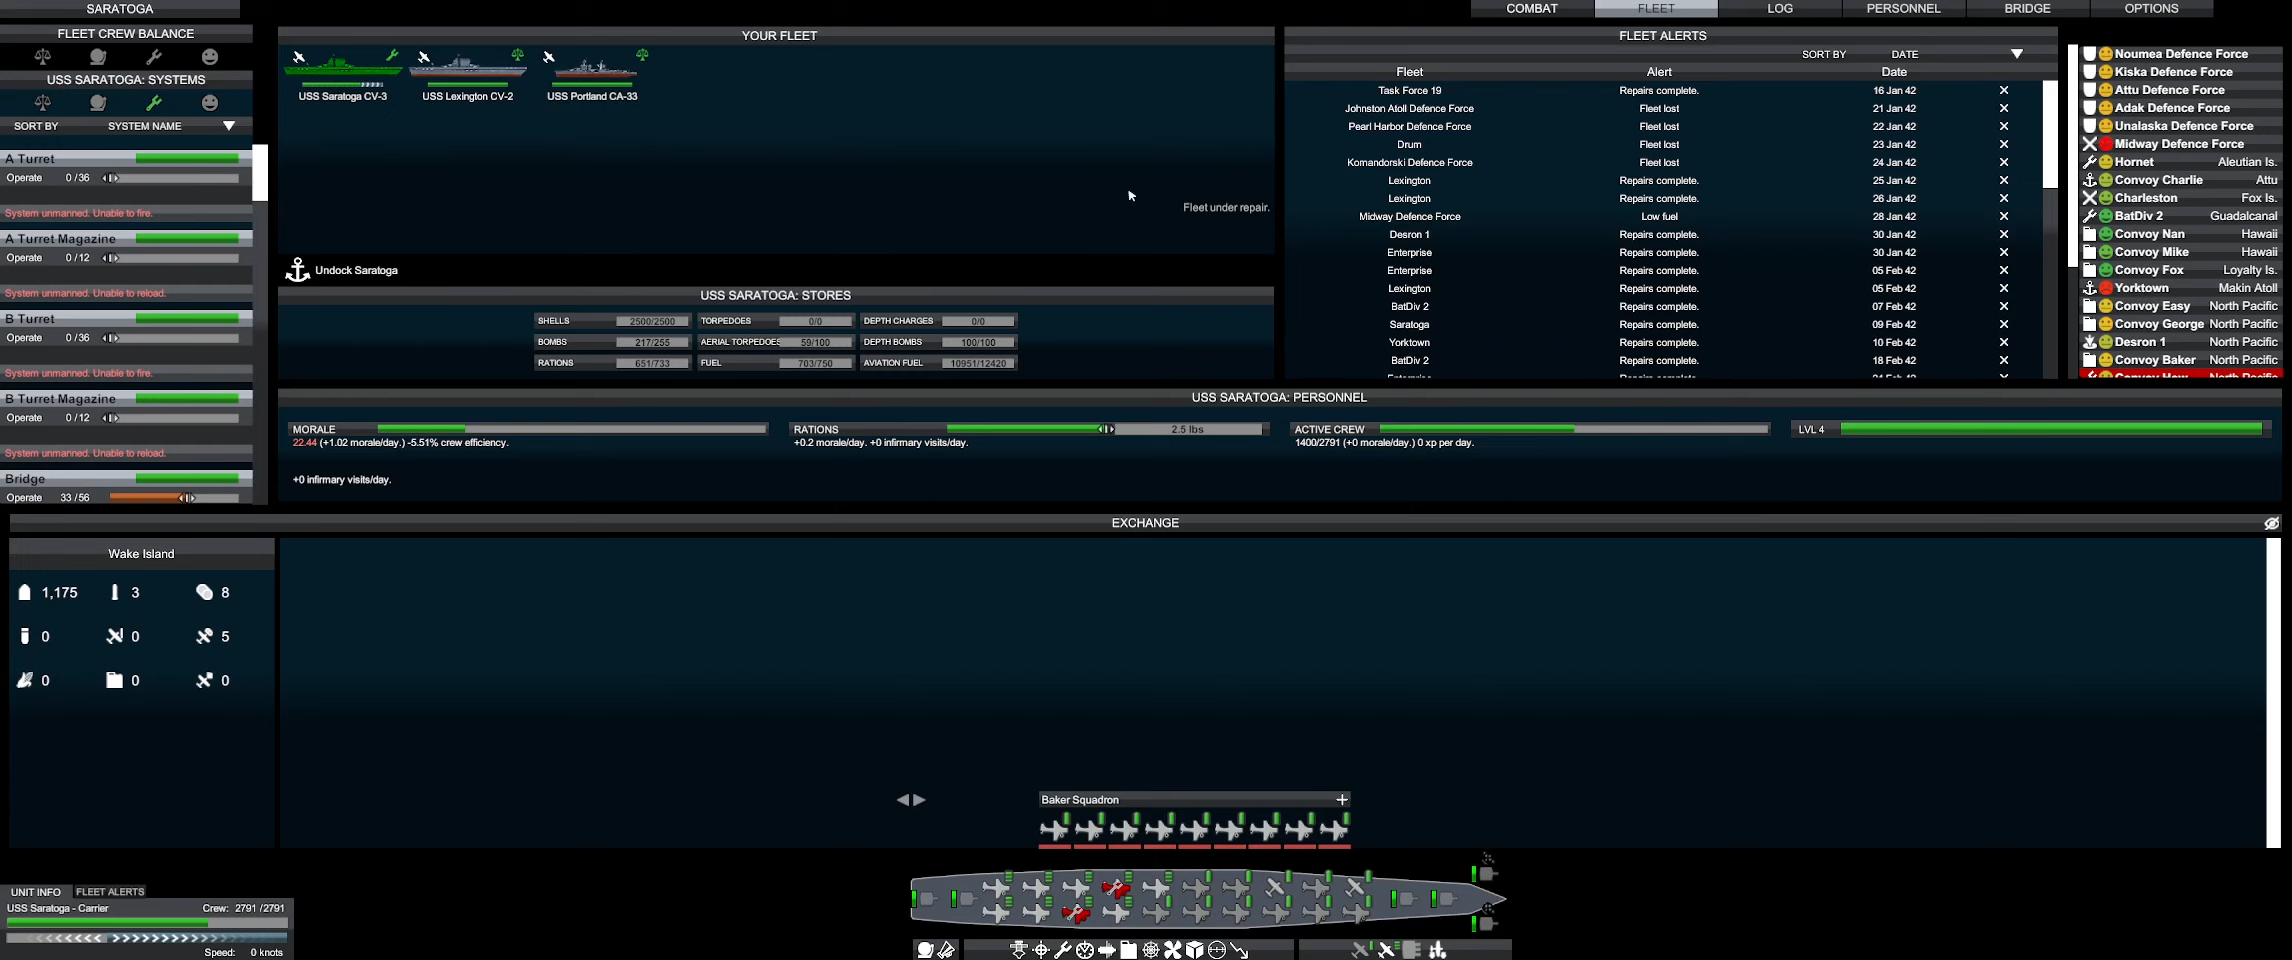 SARATOGA
COMBAT FLEET LOG PERSONNEL BRIDGE OPTIONS
FLEET CREW BALANCE
USS SARATOGA: SYSTEMS
SORT BY SYSTEM NAME
A Turret
Operate 0/36
System unmanned. Unable to fire.
A Turret Magazine
Operate 0/12
System unmanned. Unable to reload.
B Turret
Operate 0/36
System unmanned. Unable to fire.
B Turret Magazine
Operate 0/12
System unmanned. Unable to reload.
Bridge
Operate 33/56
YOUR FLEET
USS Saratoga CV-3 USS Lexington CV-2 USS Portland CA-33
Fleet under repair.
Undock Saratoga
USS SARATOGA: STORES
SHELLS 2500/2500 TORPEDOES 0/0 DEPTH CHARGES 0/0
BOMBS 217/255 AERIAL TORPEDOES 59/100 DEPTH BOMBS 100/100
RATIONS 651/733 FUEL 703/750 AVIATION FUEL 10951/12420
FLEET ALERTS
SORT BY DATE
Fleet Alert Date
Task Force 19 Repairs complete. 16 Jan 42
Johnston Atoll Defence Force Fleet lost 21 Jan 42
Pearl Harbor Defence Force Fleet lost 22 Jan 42
Drum Fleet lost 23 Jan 42
Komandorski Defence Force Fleet lost 24 Jan 42
Lexington Repairs complete. 25 Jan 42
Lexington Repairs complete. 26 Jan 42
Midway Defence Force Low fuel 28 Jan 42
Desron 1 Repairs complete. 30 Jan 42
Enterprise Repairs complete. 30 Jan 42
Enterprise Repairs complete. 05 Feb 42
Lexington Repairs complete. 05 Feb 42
BatDiv 2 Repairs complete. 07 Feb 42
Saratoga Repairs complete. 09 Feb 42
Yorktown Repairs complete. 10 Feb 42
BatDiv 2 Repairs complete. 18 Feb 42
Noumea Defence Force
Kiska Defence Force
Attu Defence Force
Adak Defence Force
Unalaska Defence Force
Midway Defence Force
Hornet Aleutian Is.
Convoy Charlie Attu
Charleston Fox Is.
BatDiv 2 Guadalcanal
Convoy Nan Hawaii
Convoy Mike Hawaii
Convoy Fox Loyalty Is.
Yorktown Makin Atoll
Convoy Easy North Pacific
Convoy George North Pacific
Desron 1 North Pacific
Convoy Baker North Pacific
USS SARATOGA: PERSONNEL
MORALE RATIONS 2.5 lbs ACTIVE CREW LVL 4
22.44 (+1.02 morale/day.) -5.51% crew efficiency. +0.2 morale/day. +0 infirmary visits/day. 1400/2791 (+0 morale/day.) 0 xp per day.
+0 infirmary visits/day.
EXCHANGE
Wake Island
1,175 3 8
0 0 5
0 0 0
Baker Squadron +
UNIT INFO FLEET ALERTS
USS Saratoga - Carrier Crew: 2791 /2791
Speed: 0 knots